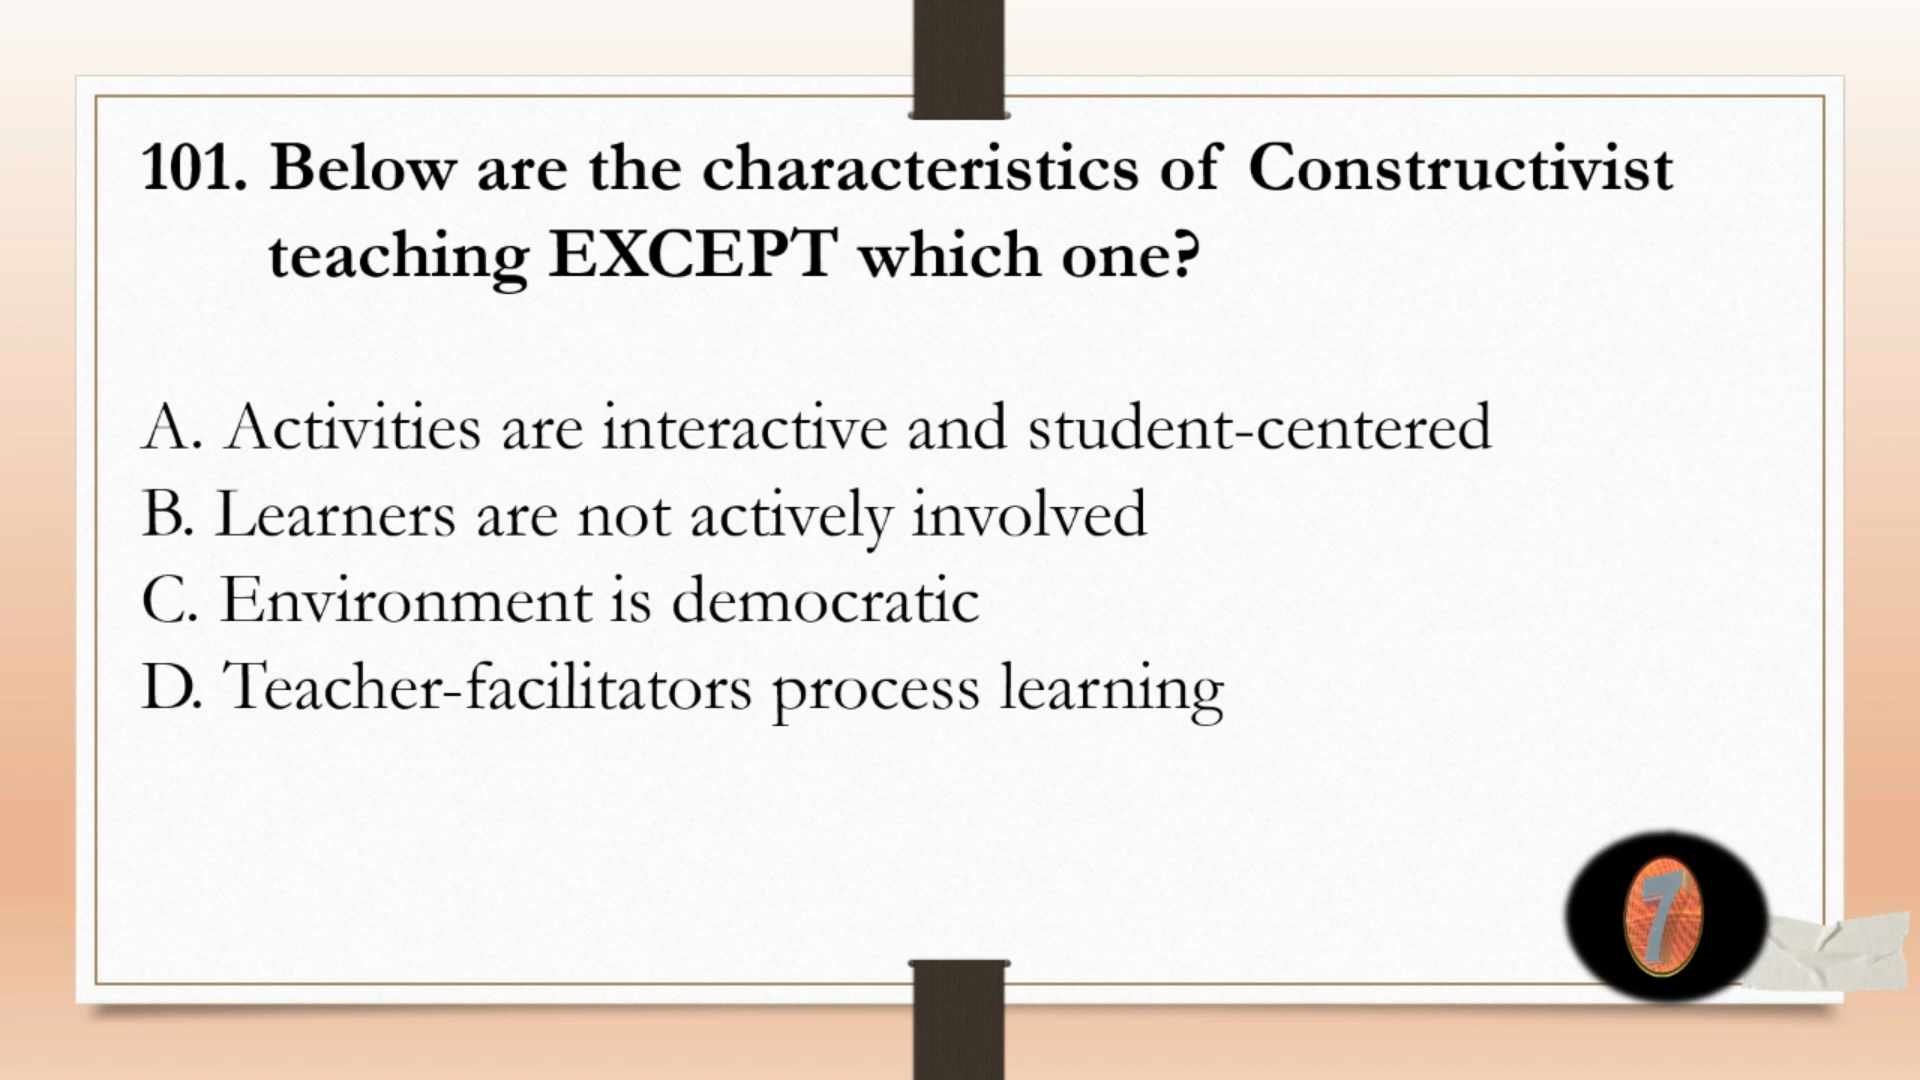 101. Below are the characteristics of Constructivist
teaching EXCEPT which one?
A. Activities are interactive and student-centered
B. Learners are not actively involved
C. Environment is democratic
D. Teacher-facilitators process learning
7